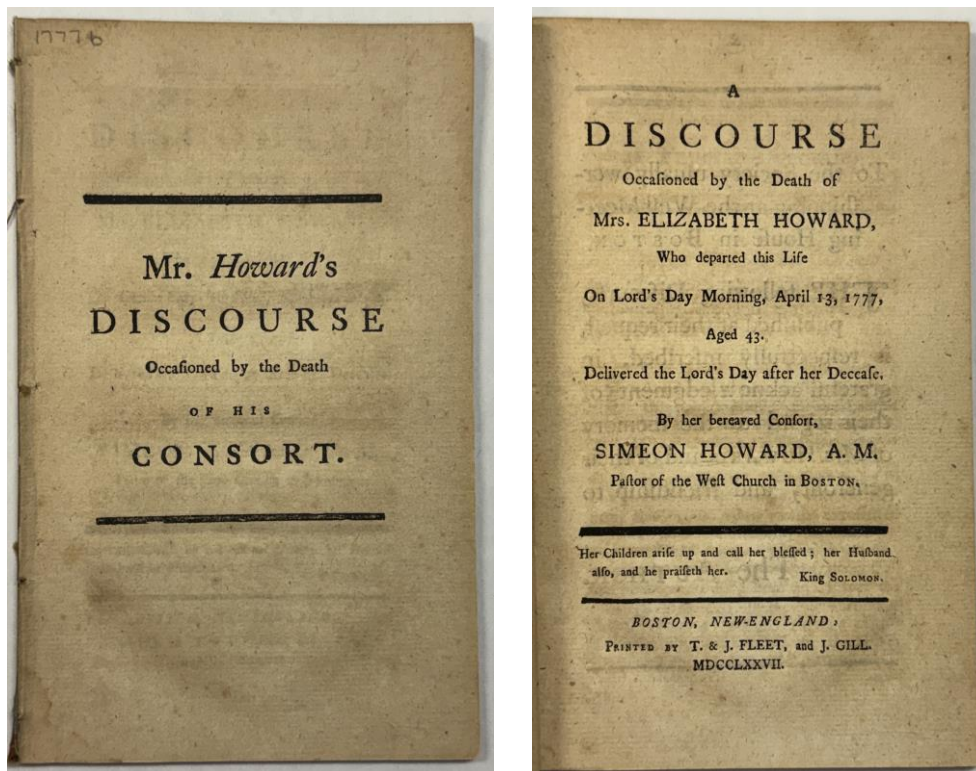 17776
Mr. Howard's
DISCOURSE
Occaſioned by the Death
OF HIS
CONSORT.
A
DISCOURSE
Occaſioned by the Death of
Mrs. ELIZABETH HOWARD,
Who departed this Life
On Lord's Day Morning, April 13, 1777,
Aged 43.
Delivered the Lord's Day after her Deceaſe.
By her bereaved Conſort,
SIMEON HOWARD, A. M.
Paſtor of the Weſt Church in BOSTON.
Her Children ariſe up and call her bleſſed; her Huſband
alſo, and he praiſeth her. King SOLOMON.
BOSTON, NEW-ENGLAND;
PRINTED BY T. & J. FLEET, and J. GILL.
MDCCLXXVII.